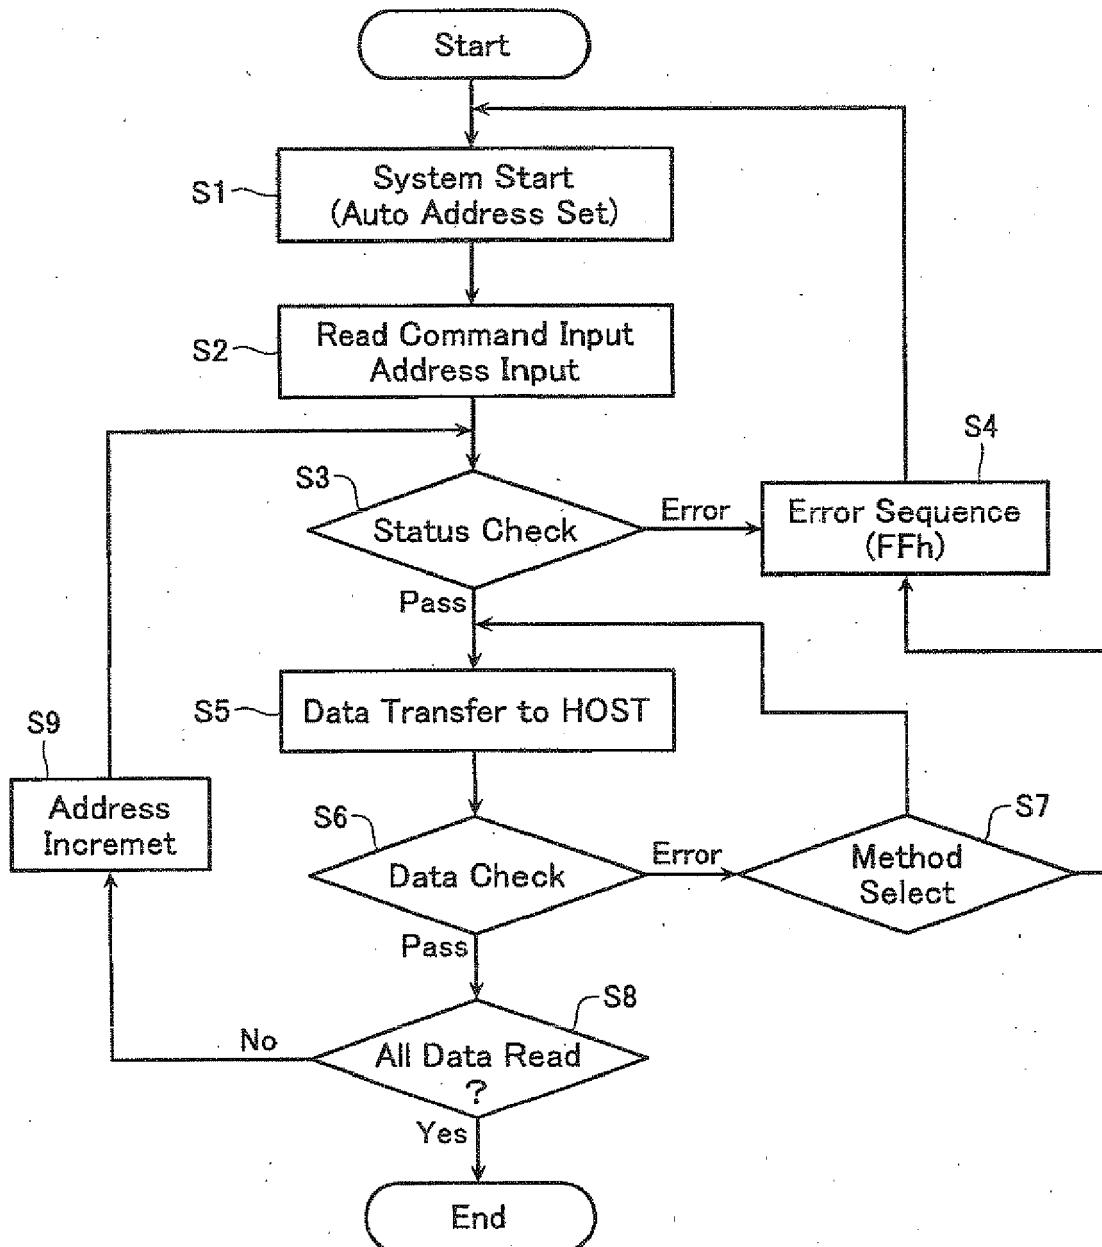 Start
S1
System Start
(Auto Address Set)
S2
Read Command Input
Address Input
S4
S3
Status Check
Error
Error Sequence
(FFh)
Pass
S5
Data Transfer to HOST
S9
Address
Incremet
S6
Data Check
Error
S7
Method
Select
Pass
S8
No
All Data Read
?
Yes
End